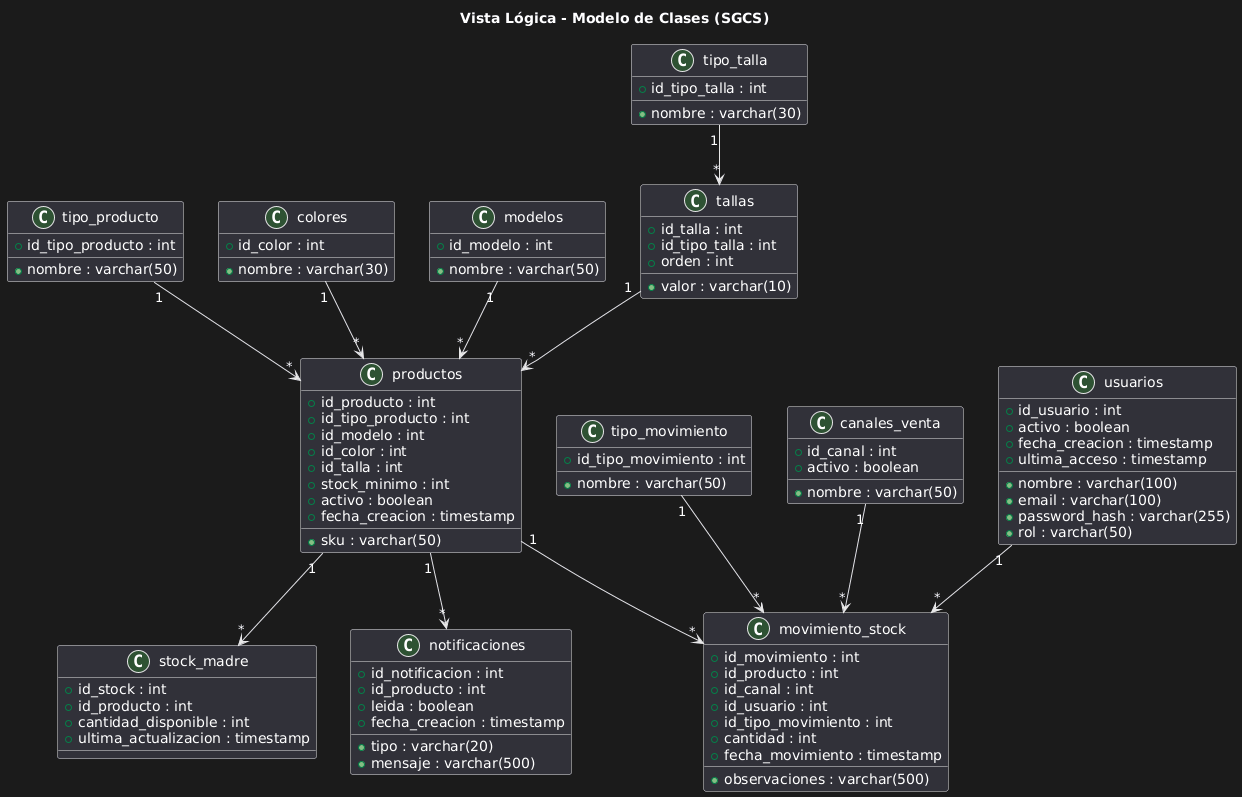 Vista Lógica - Modelo de Clases (SGCS)
C tipo_talla
id_tipo_talla : int
nombre : varchar(30)
1
*
C tipo_producto
id_tipo_producto : int
nombre : varchar(50)
1
*
C colores
id_color : int
nombre : varchar(30)
1
*
C modelos
id_modelo : int
nombre : varchar(50)
1
*
C tallas
id_talla : int
id_tipo_talla : int
orden : int
valor : varchar(10)
1
*
C productos
id_producto : int
id_tipo_producto : int
id_modelo : int
id_color : int
id_talla : int
stock_minimo : int
activo : boolean
fecha_creacion : timestamp
sku : varchar(50)
1
*
1
*
1
*
C tipo_movimiento
id_tipo_movimiento : int
nombre : varchar(50)
1
*
C canales_venta
id_canal : int
activo : boolean
nombre : varchar(50)
1
*
C usuarios
id_usuario : int
activo : boolean
fecha_creacion : timestamp
ultima_acceso : timestamp
nombre : varchar(100)
email : varchar(100)
password_hash : varchar(255)
rol : varchar(50)
1
*
C stock_madre
id_stock : int
id_producto : int
cantidad_disponible : int
ultima_actualizacion : timestamp
C notificaciones
id_notificacion : int
id_producto : int
leida : boolean
fecha_creacion : timestamp
tipo : varchar(20)
mensaje : varchar(500)
C movimiento_stock
id_movimiento : int
id_producto : int
id_canal : int
id_usuario : int
id_tipo_movimiento : int
cantidad : int
fecha_movimiento : timestamp
observaciones : varchar(500)